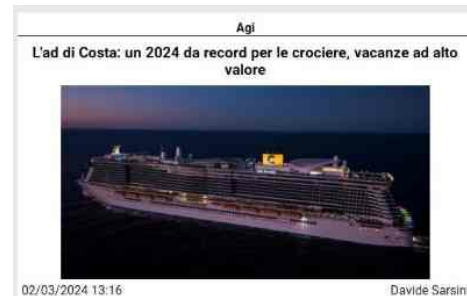 Agi
L'ad di Costa: un 2024 da record per le crociere, vacanze ad alto
valore
02/03/2024 13:16
Davide Sarsin